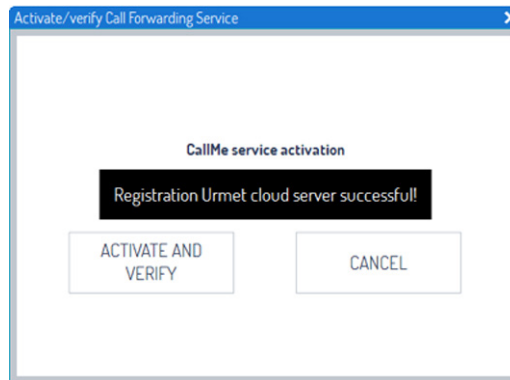 Activate/verify Call Forwarding Service
CallMe service activation
Registration Urmet cloud server successful!
ACTIVATE AND
VERIFY
CANCEL